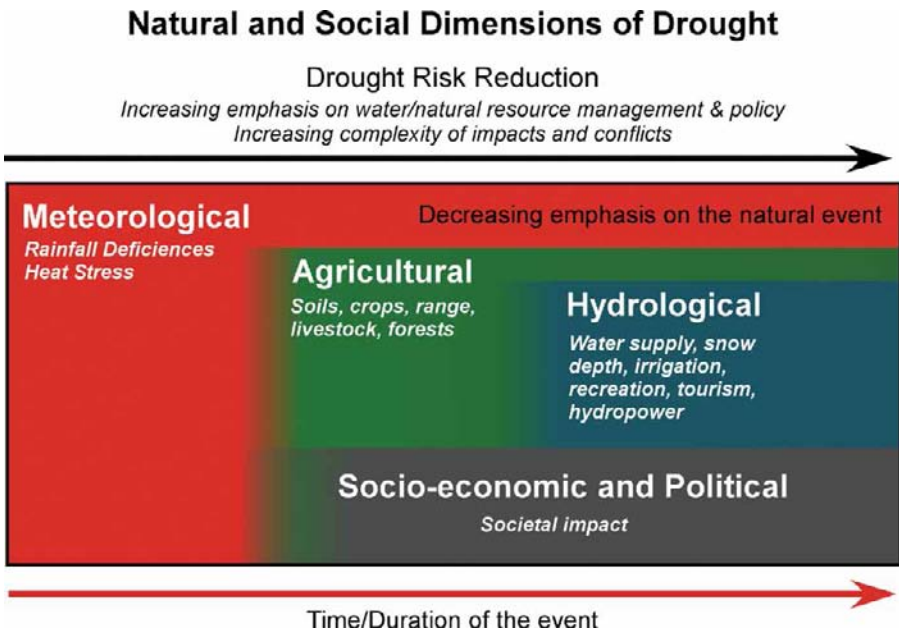 Natural and Social Dimensions of Drought
Drought Risk Reduction
Increasing emphasis on water/natural resource management & policy
Increasing complexity of impacts and conflicts
Meteorological
Rainfall Deficiences
Heat Stress
Decreasing emphasis on the natural event
Agricultural
Soils, crops, range,
livestock, forests
Hydrological
Water supply, snow
depth, irrigation,
recreation, tourism,
hydropower
Socio-economic and Political
Societal impact
Time/Duration of the event